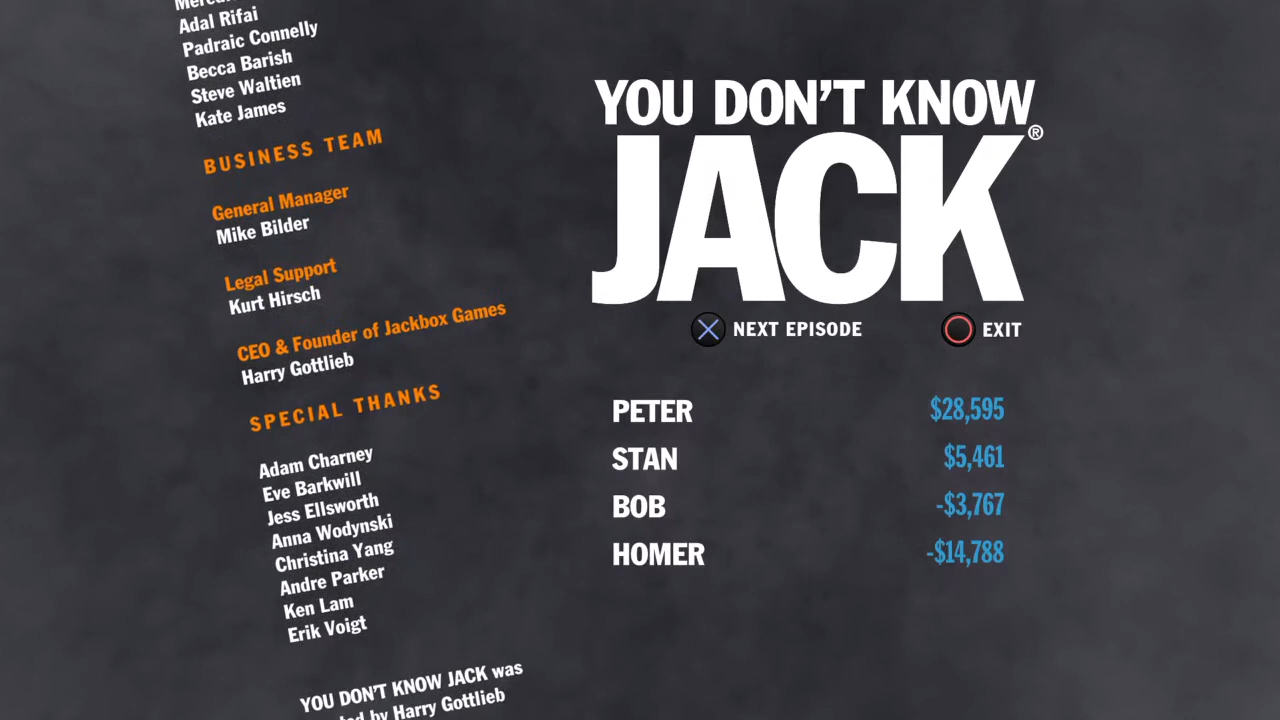 Adal Rifai
Padraic Connelly
Becca Barish
Steve Waltien
Kate James
BUSINESS TEAM
General Manager
Mike Bilder
Legal Support
Kurt Hirsch
CEO & Founder of Jackbox Games
Harry Gottlieb
SPECIAL THANKS
Adam Charney
Eve Barkwill
Jess Ellsworth
Anna Wodynski
Christina Yang
Andre Parker
Ken Lam
Erik Voigt
YOU DON'T KNOW JACK was
by Harry Gottlieb
YOU DON'T KNOW
JACK®
NEXT EPISODE EXIT
PETER $28,595
STAN $5,461
BOB -$3,767
HOMER -$14,788